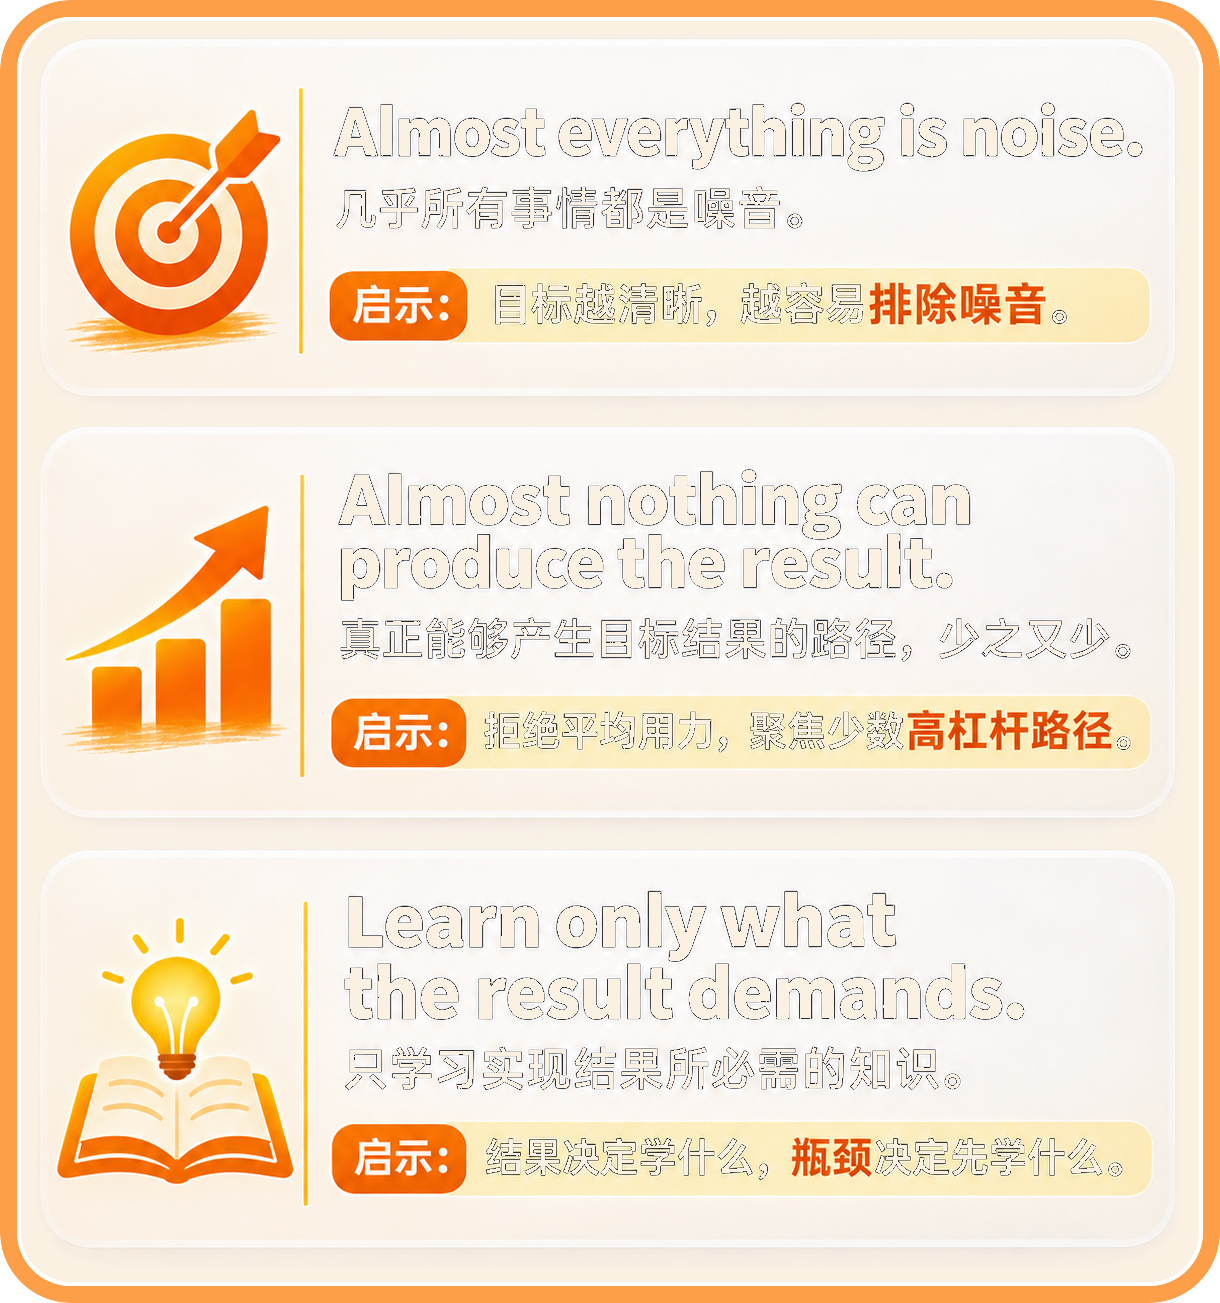 Almost everything is noise.
几乎所有事情都是噪音。
启示： 目标越清晰，越容易排除噪音。
Almost nothing can
produce the result.
真正能够产生目标结果的路径，少之又少。
启示： 拒绝平均用力，聚焦少数高杠杆路径。
Learn only what
the result demands.
只学习实现结果所必需的知识。
启示： 结果决定学什么，瓶颈决定先学什么。